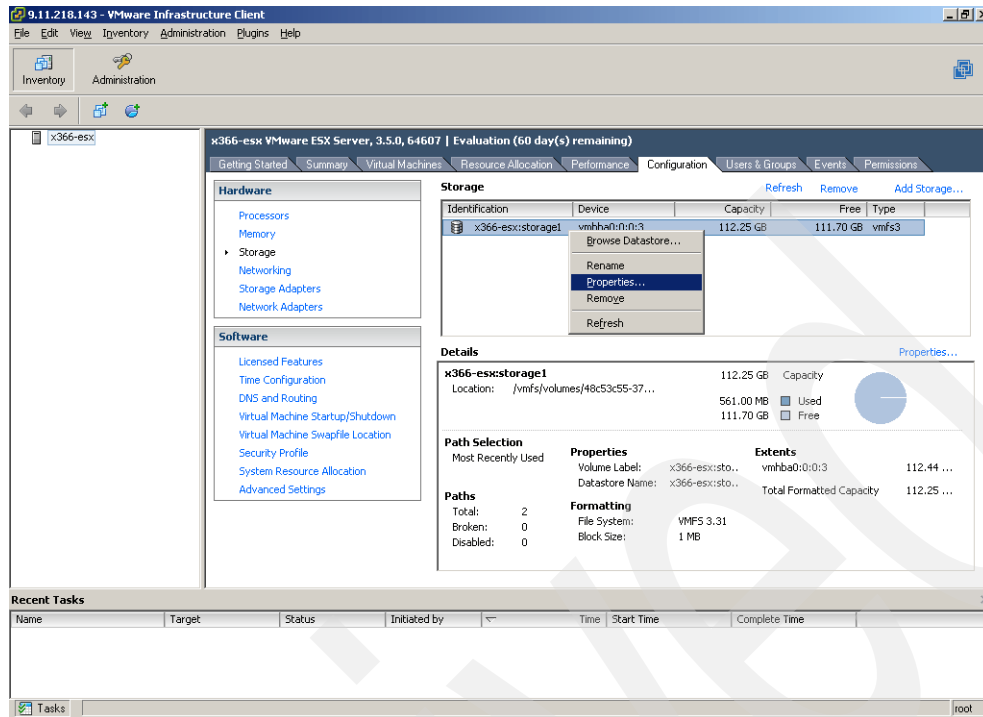 9.11.218.143 - VMware Infrastructure Client
File Edit View Inventory Administration Plugins Help
Inventory Administration
x366-esx
x366-esx VMware ESX Server, 3.5.0, 64607 | Evaluation (60 day(s) remaining)
Getting Started Summary Virtual Machines Resource Allocation Performance Configuration Users & Groups Events Permissions
Hardware
Processors
Memory
Storage
Networking
Storage Adapters
Network Adapters
Software
Licensed Features
Time Configuration
DNS and Routing
Virtual Machine Startup/Shutdown
Virtual Machine Swapfile Location
Security Profile
System Resource Allocation
Advanced Settings
Storage Refresh Remove Add Storage...
Identification Device Capacity Free Type
x366-esx:storage1 vmhba0:0:0:3 112.25 GB 111.70 GB vmfs3
Browse Datastore...
Rename
Properties...
Remove
Refresh
Details Properties...
x366-esx:storage1 112.25 GB Capacity
Location: /vmfs/volumes/48c53c55-37...
561.00 MB Used
111.70 GB Free
Path Selection
Most Recently Used
Paths
Total: 2
Broken: 0
Disabled: 0
Properties
Volume Label: x366-esx:sto..
Datastore Name: x366-esx:sto..
Formatting
File System: VMFS 3.31
Block Size: 1 MB
Extents
vmhba0:0:0:3 112.44 ...
Total Formatted Capacity 112.25 ...
Recent Tasks
Name Target Status Initiated by Time Start Time Complete Time
Tasks root